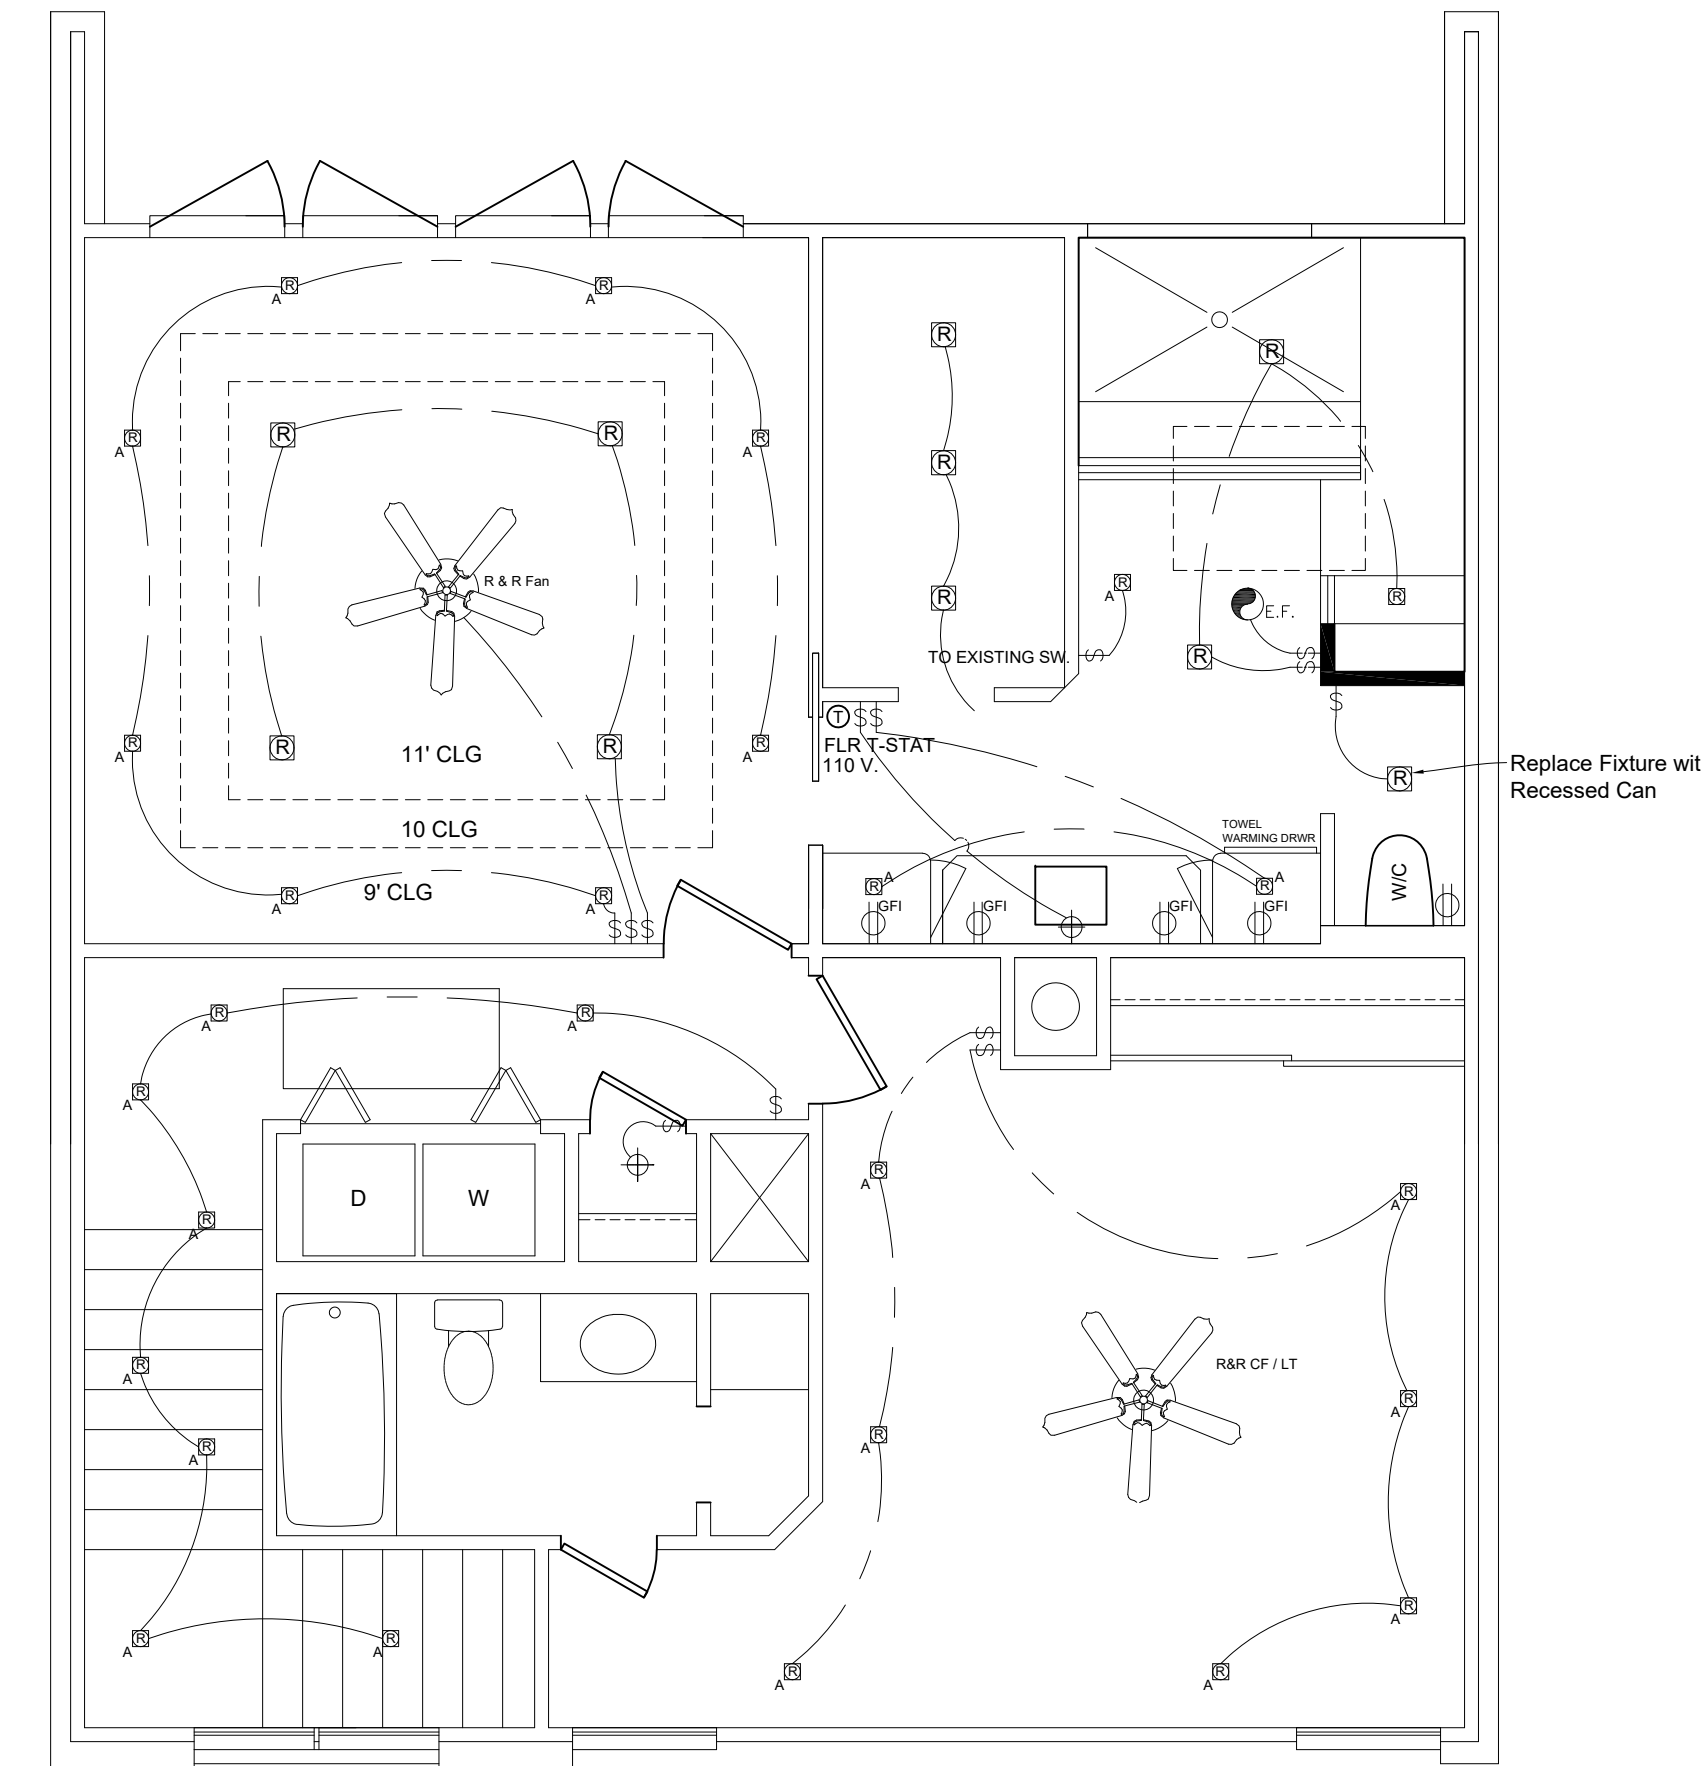 R
A
R
A
R
R
R
A
R
A
R
R
R
R & R Fan
R
A
E.F.
R
R
TO EXISTING SW.
R
T
$$
FLR T-STAT
110 V.
$
R
A
R
A
R
R
11' CLG
Replace Fixture wit
Recessed Can
R
10 CLG
TOWEL
WARMING DRWR
9' CLG
R
A
R
A
R
A
R
A
GFI
GFI
GFI
GFI
W/C
$$$
R
A
R
A
$
$
R
A
$
$
D
W
R
A
R
A
R
A
R
A
R&R CF / LT
R
A
R
A
R
A
R
A
R
A
R
A
R
A
R
A